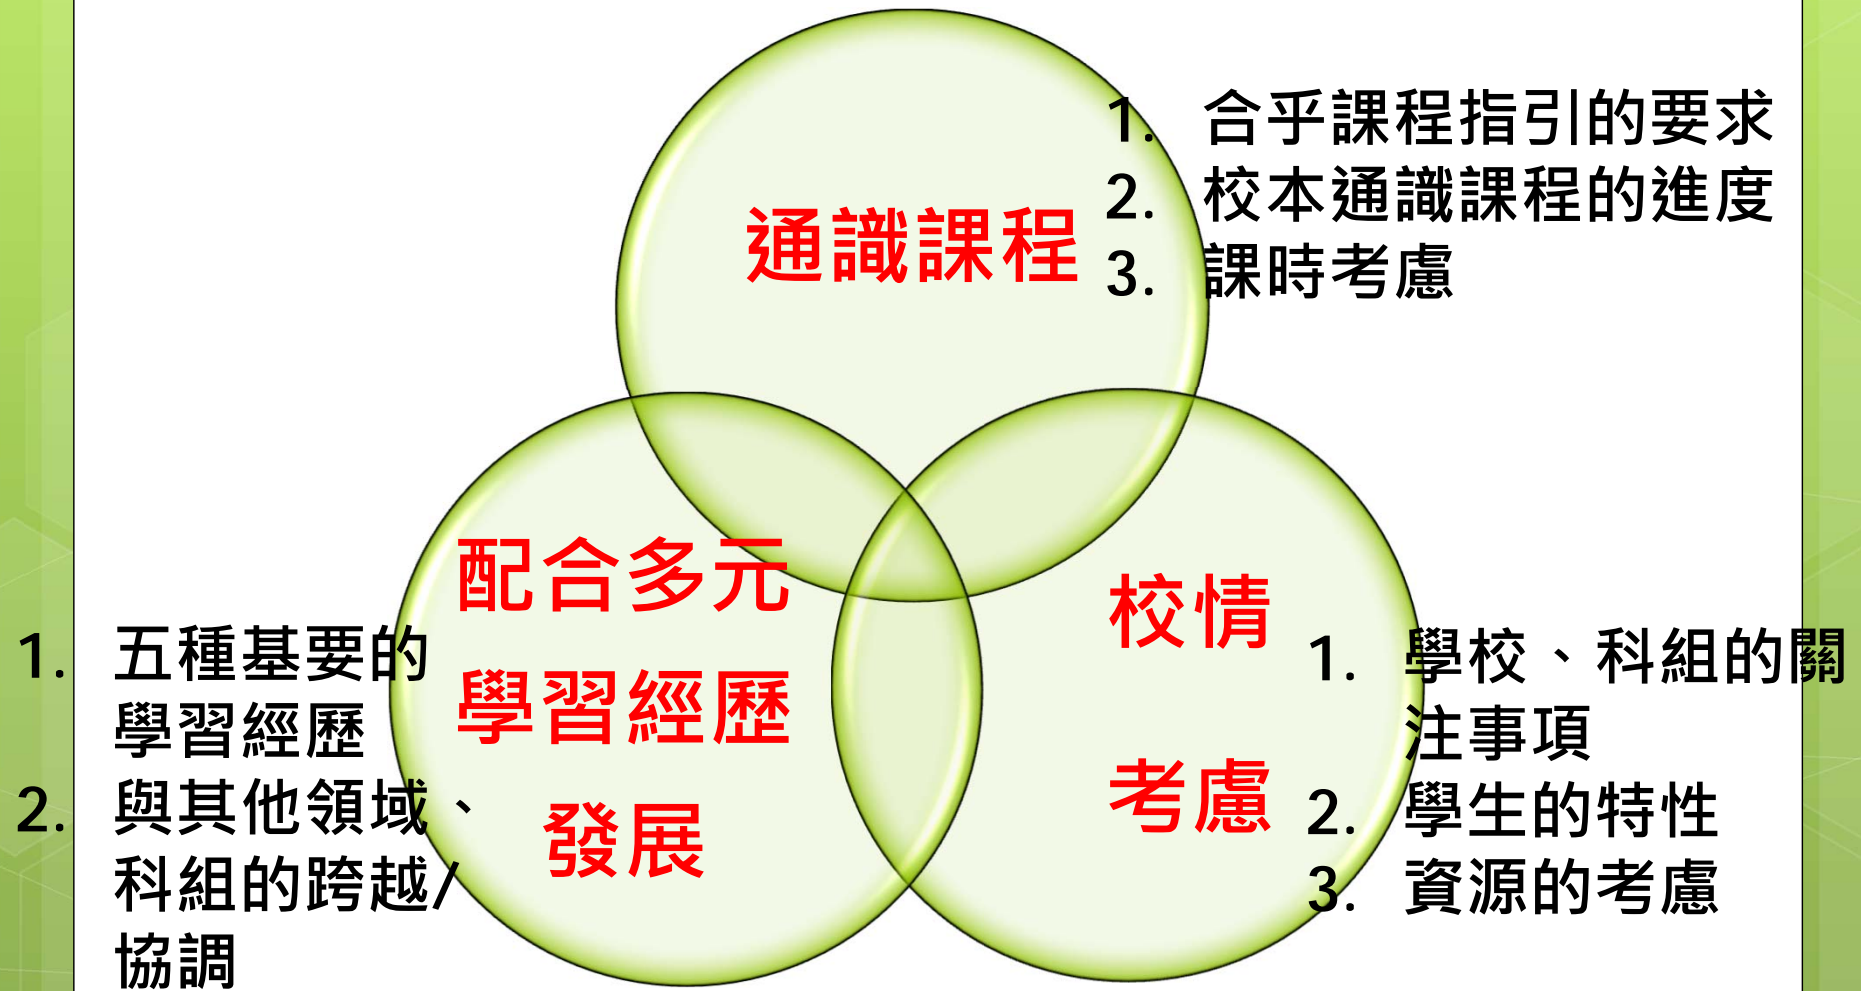 通識課程
1. 合乎課程指引的要求
2. 校本通識課程的進度
3. 課時考慮
配合多元
學習經歷
發展
1. 五種基要的
學習經歷
2. 與其他領域、
科組的跨越/
協調
校情
考慮
1. 學校、科組的關
注事項
2. 學生的特性
3. 資源的考慮